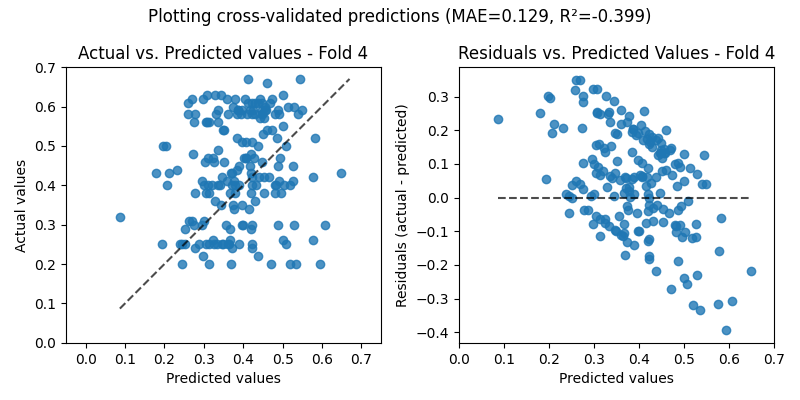 Plotting cross-validated predictions (MAE=0.129, R²=-0.399)
Actual vs. Predicted values - Fold 4
Residuals vs. Predicted Values - Fold 4
Actual values
0.7
0.6
0.5
0.4
0.3
0.2
0.1
0.0
0.0 0.1 0.2 0.3 0.4 0.5 0.6 0.7
Predicted values
Residuals (actual - predicted)
0.3
0.2
0.1
0.0
−0.1
−0.2
−0.3
−0.4
0.0 0.1 0.2 0.3 0.4 0.5 0.6 0.7
Predicted values